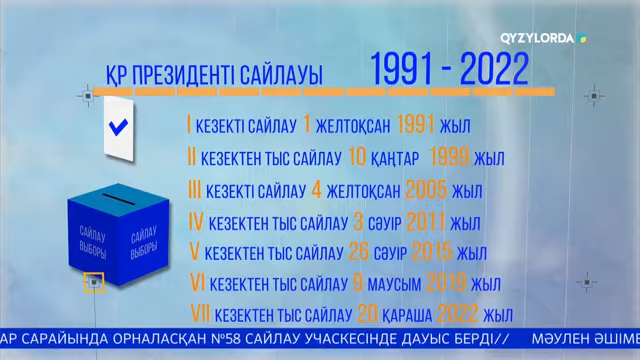 QYZYLORDA
ҚР ПРЕЗИДЕНТІ САЙЛАУЫ 1991 - 2022
I КЕЗЕКТІ САЙЛАУ 1 ЖЕЛТОҚСАН 1991 ЖЫЛ
II КЕЗЕКТЕН ТЫС САЙЛАУ 10 ҚАҢТАР 1999 ЖЫЛ
III КЕЗЕКТІ САЙЛАУ 4 ЖЕЛТОҚСАН 2005 ЖЫЛ
IV КЕЗЕКТЕН ТЫС САЙЛАУ 3 СӘУІР 2011 ЖЫЛ
V КЕЗЕКТЕН ТЫС САЙЛАУ 26 СӘУІР 2015 ЖЫЛ
VI КЕЗЕКТЕН ТЫС САЙЛАУ 9 МАУСЫМ 2019 ЖЫЛ
VII КЕЗЕКТЕН ТЫС САЙЛАУ 20 ҚАРАША 2022 ЖЫЛ
САЙЛАУ
ВЫБОРЫ
САЙЛАУ
ВЫБОРЫ
АР САРАЙЫНДА ОРНАЛАСҚАН №58 САЙЛАУ УЧАСКЕСІНДЕ ДАУЫС БЕРДІ// МӘУЛЕН ӘШІМБ